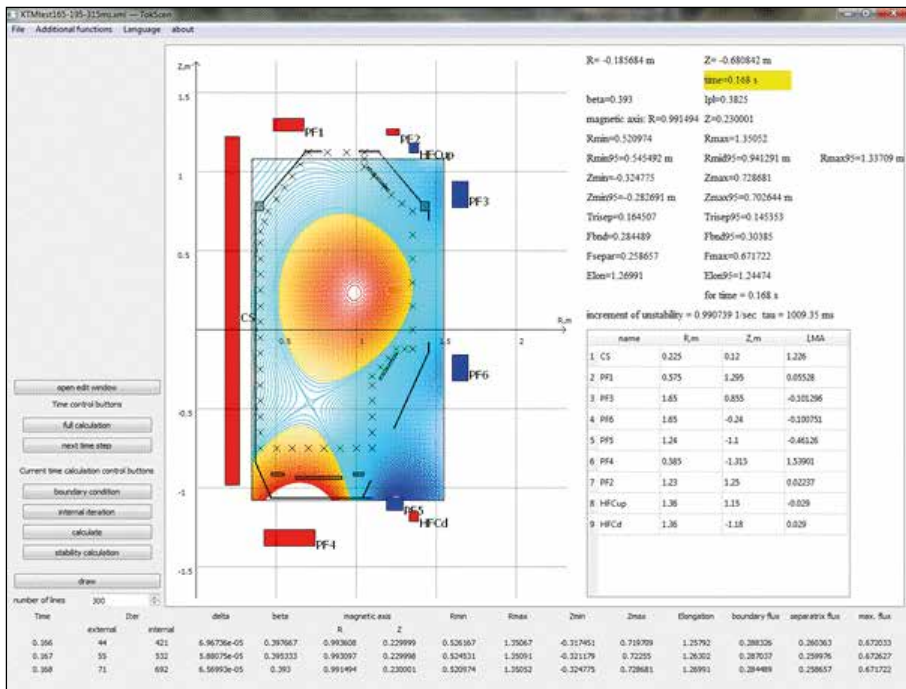 KTMtest165-195-315ms.xml — TokScen
File Additional functions Language about
Z,m
1.5
1
0.5
-0.5
-1
-1.5
0.5
1
1.5
2
R,m
PF1
PF2
HFCup
PF3
CS
PF6
PF5
HFCd
PF4
R= -0.185684 m Z= -0.680842 m
time=0.168 s
beta=0.393 Ipl=0.3825
magnetic axis: R=0.991494 Z=0.230001
Rmin=0.520974 Rmax=1.35052
Rmin95=0.545492 m Rmid95=0.941291 m Rmax95=1.33709 m
Zmin=-0.324775 Zmax=0.728681
Zmin95=-0.282691 m Zmax95=0.702644 m
Trisep=0.164507 Trisep95=0.145353
Fbnd=0.284489 Fbnd95=0.30385
Fsepar=0.258657 Fmax=0.671722
Elon=1.26991 Elon95=1.24474
for time = 0.168 s
increment of unstability = 0.990739 1/sec tau = 1009.35 ms
name R,m Z,m I,MA
1 CS 0.225 0.12 1.226
2 PF1 0.575 1.295 0.05528
3 PF3 1.65 0.855 -0.101296
4 PF6 1.65 -0.24 -0.100751
5 PF5 1.24 -1.1 -0.46126
6 PF4 0.585 -1.315 1.53901
7 PF2 1.23 1.25 0.02237
8 HFCup 1.36 1.15 -0.029
9 HFCd 1.36 -1.18 0.029
open edit window
Time control buttons
full calculation
next time step
Current time calculation control buttons
boundary condition
internal iteration
calculate
stability calculation
draw
number of lines 300
Time Iter delta beta magnetic axis Rmin Rmax Zmin Zmax Elongation boundary flux separatrix flux max. flux
external internal R Z
0.166 44 421 6.96736e-05 0.397667 0.993608 0.229999 0.526167 1.35067 -0.317451 0.719709 1.25792 0.288326 0.260363 0.672033
0.167 55 532 5.88075e-05 0.395333 0.993097 0.229998 0.524531 1.35091 -0.321179 0.72255 1.26302 0.287037 0.259976 0.672627
0.168 71 692 6.56993e-05 0.393 0.991494 0.230001 0.520974 1.35052 -0.324775 0.728681 1.26991 0.284489 0.258657 0.671722